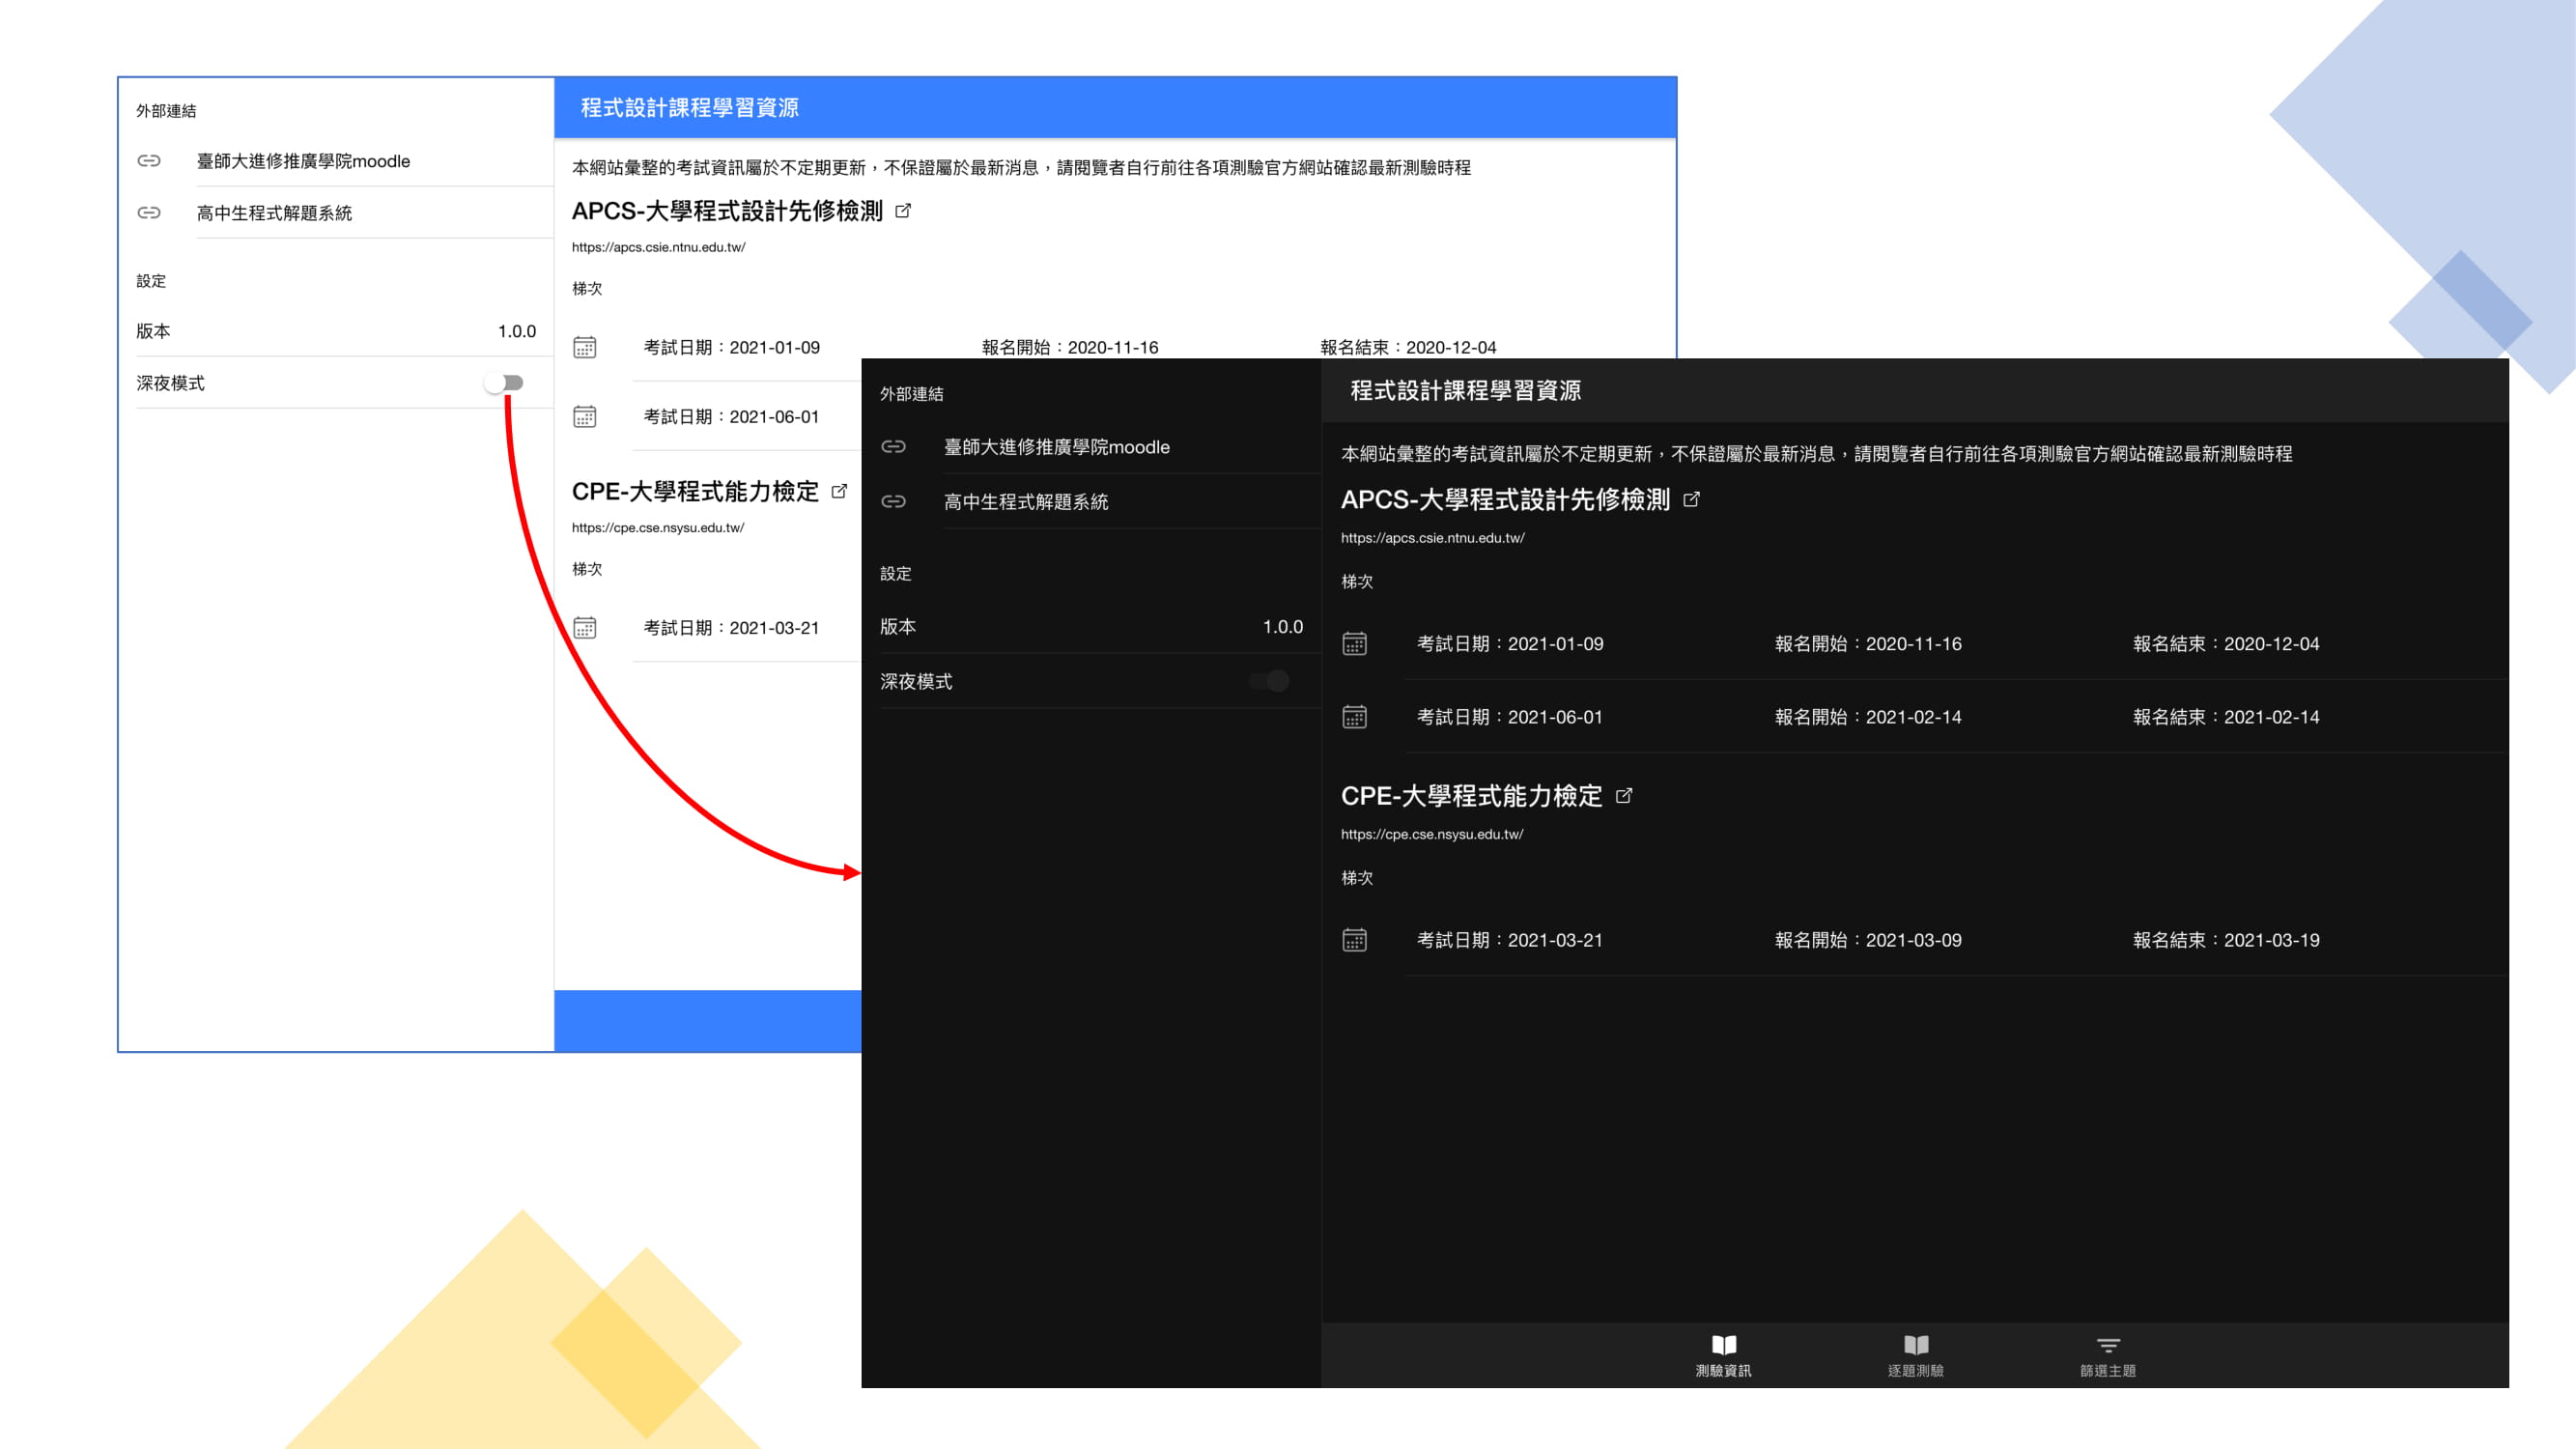 外部連結
臺師大進修推廣學院moodle
高中生程式解題系統
設定
版本 1.0.0
深夜模式
程式設計課程學習資源
本網站彙整的考試資訊屬於不定期更新，不保證屬於最新消息，請閱覽者自行前往各項測驗官方網站確認最新測驗時程
APCS-大學程式設計先修檢測
https://apcs.csie.ntnu.edu.tw/
梯次
考試日期：2021-01-09 報名開始：2020-11-16 報名結束：2020-12-04
考試日期：2021-06-01
CPE-大學程式能力檢定
https://cpe.cse.nsysu.edu.tw/
梯次
考試日期：2021-03-21
外部連結
臺師大進修推廣學院moodle
高中生程式解題系統
設定
版本 1.0.0
深夜模式
程式設計課程學習資源
本網站彙整的考試資訊屬於不定期更新，不保證屬於最新消息，請閱覽者自行前往各項測驗官方網站確認最新測驗時程
APCS-大學程式設計先修檢測
https://apcs.csie.ntnu.edu.tw/
梯次
考試日期：2021-01-09 報名開始：2020-11-16 報名結束：2020-12-04
考試日期：2021-06-01 報名開始：2021-02-14 報名結束：2021-02-14
CPE-大學程式能力檢定
https://cpe.cse.nsysu.edu.tw/
梯次
考試日期：2021-03-21 報名開始：2021-03-09 報名結束：2021-03-19
測驗資訊 逐題測驗 篩選主題